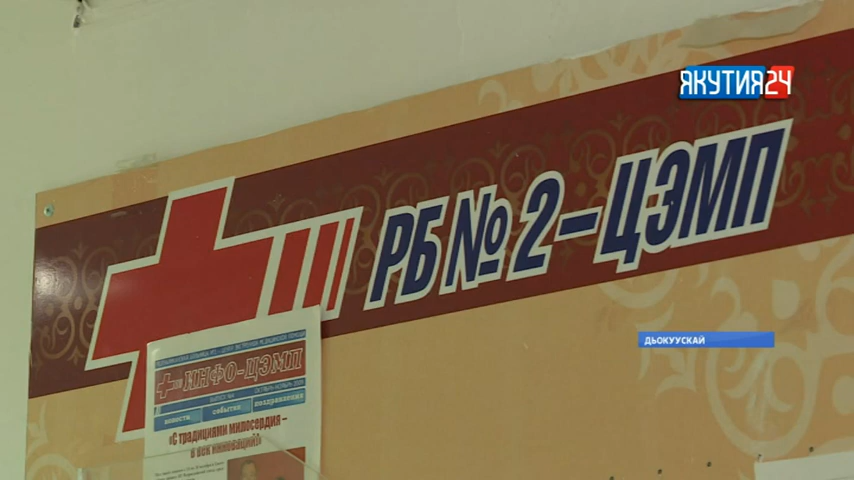 ЯКУТИЯ24
РБ № 2 – ЦЭМП
ДЬОКУУСКАЙ
ИНФО-ЦЭМП
новости события поздравления
«С традициями милосердия –
в век инноваций!»